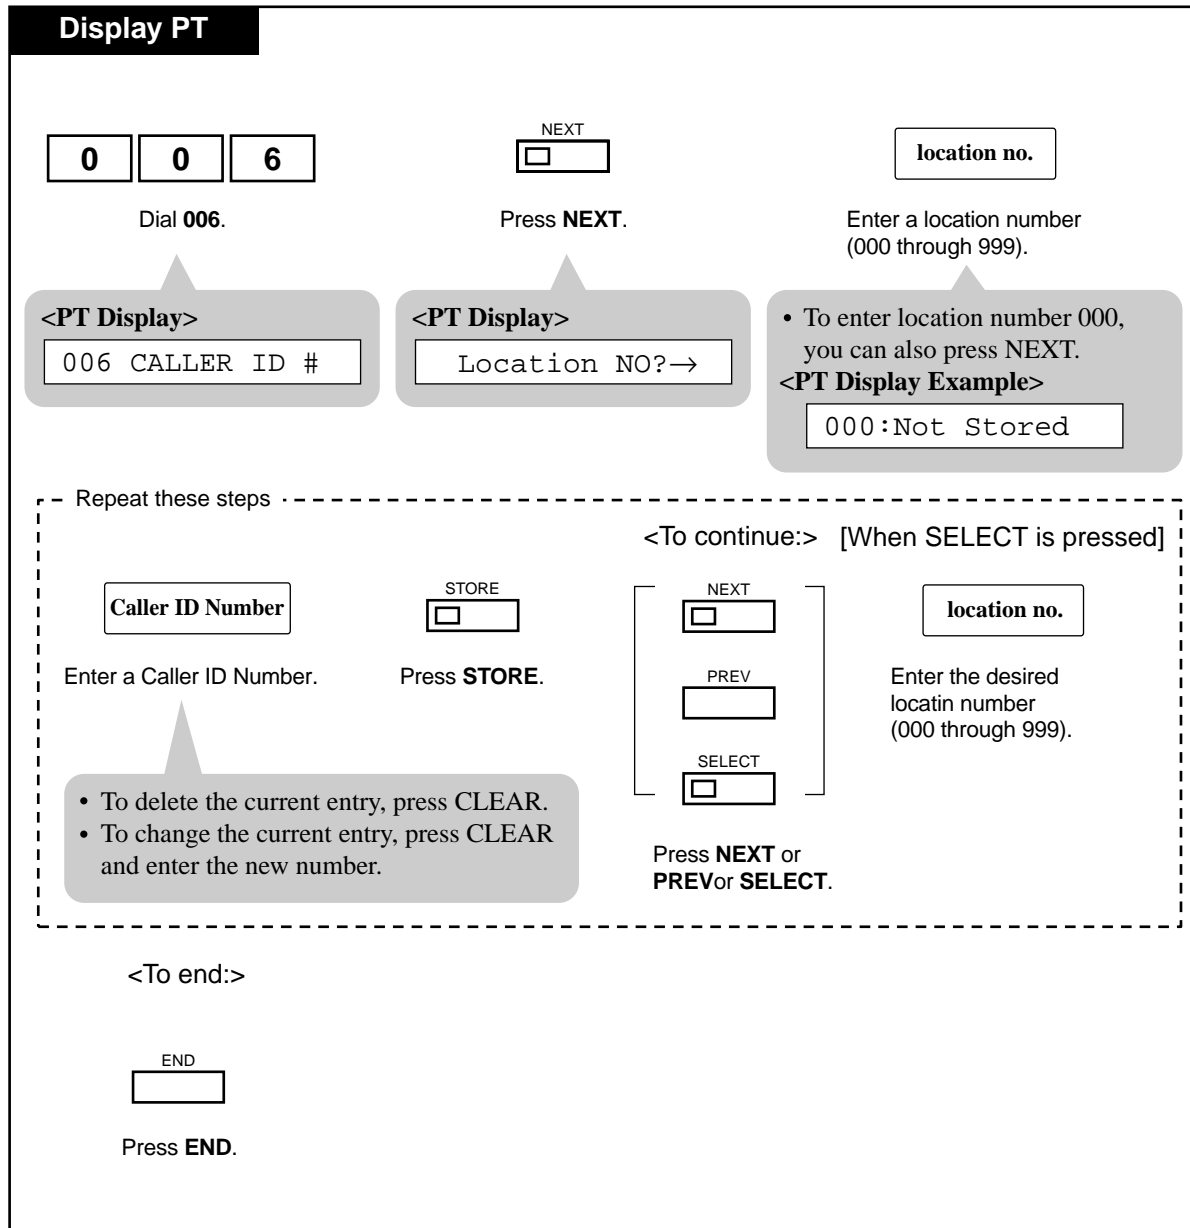 Display PT
0 0 6
NEXT
location no.
Dial 006.
Press NEXT.
Enter a location number
(000 through 999).
<PT Display>
006 CALLER ID #
<PT Display>
Location NO?→
• To enter location number 000,
you can also press NEXT.
<PT Display Example>
000:Not Stored
Repeat these steps
<To continue:> [When SELECT is pressed]
Caller ID Number
STORE
NEXT
location no.
Enter a Caller ID Number.
Press STORE.
PREV
Enter the desired
locatin number
(000 through 999).
SELECT
• To delete the current entry, press CLEAR.
• To change the current entry, press CLEAR
and enter the new number.
Press NEXT or
PREVor SELECT.
<To end:>
END
Press END.